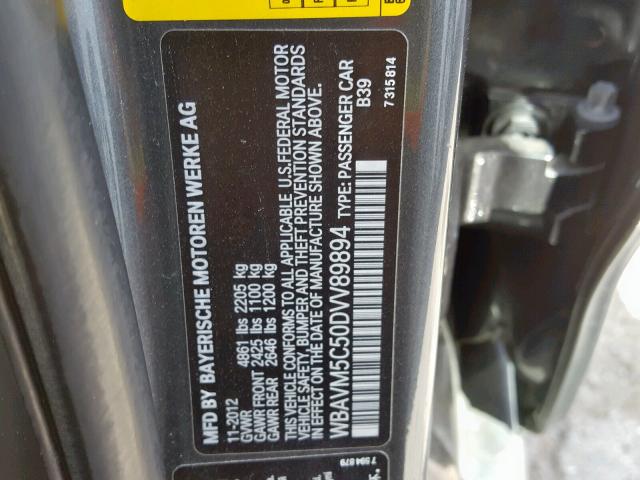 MFD BY BAYERISCHE MOTOREN WERKE AG
11-2012
GVWR 4861 lbs 2205 kg
GAWR FRONT 2425 lbs 1100 kg
GAWR REAR 2646 lbs 1200 kg
THIS VEHICLE CONFORMS TO ALL APPLICABLE U.S.FEDERAL MOTOR
VEHICLE SAFETY, BUMPER AND THEFT PREVENTION STANDARDS
IN EFFECT ON THE DATE OF MANUFACTURE SHOWN ABOVE.
WBAVM5C50DVV89894 TYPE: PASSENGER CAR
B39
7 315 814
7 594 879